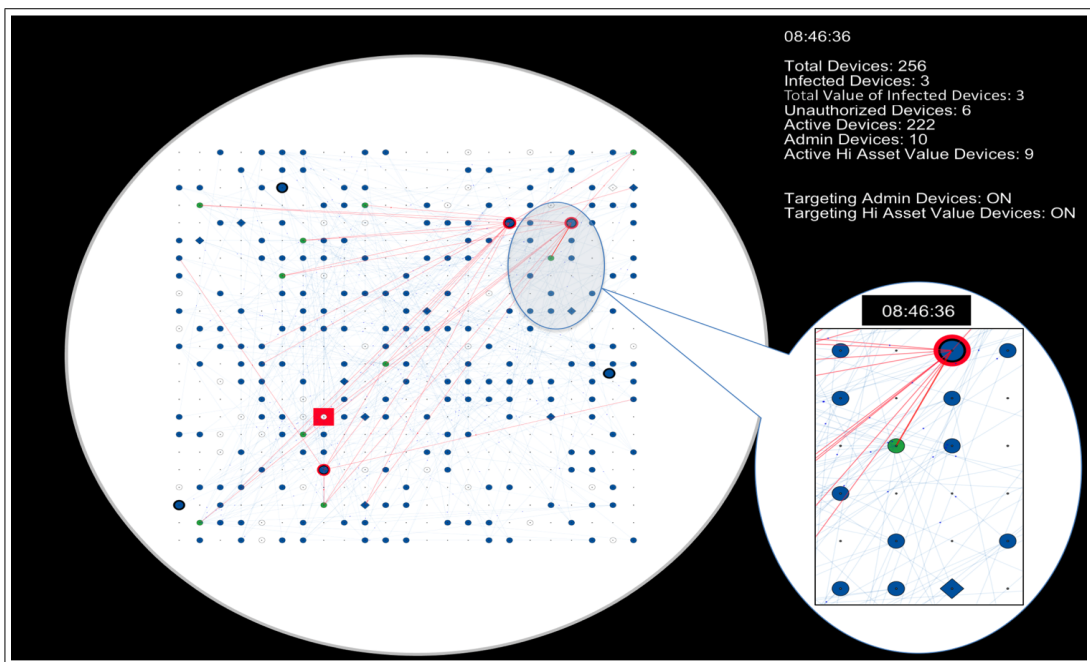 08:46:36
Total Devices: 256
Infected Devices: 3
Total Value of Infected Devices: 3
Unauthorized Devices: 6
Active Devices: 222
Admin Devices: 10
Active Hi Asset Value Devices: 9
Targeting Admin Devices: ON
Targeting Hi Asset Value Devices: ON
08:46:36